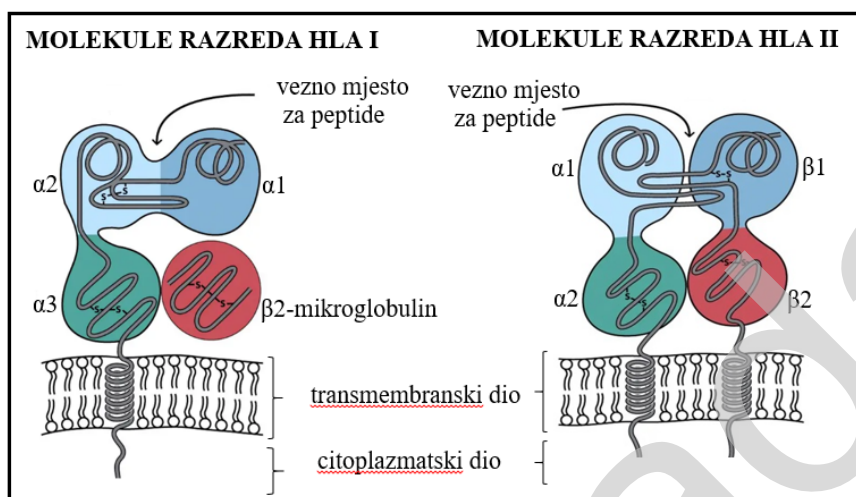 MOLEKULE RAZREDA HLA I
MOLEKULE RAZREDA HLA II
vezno mjesto
za peptide
vezno mjesto
za peptide
α2
α1
α1
β1
s
s
s-s
α3
β2-mikroglobulin
α2
β2
s
s
s
s
s
s
s
s
transmembranski dio
citoplazmatski dio